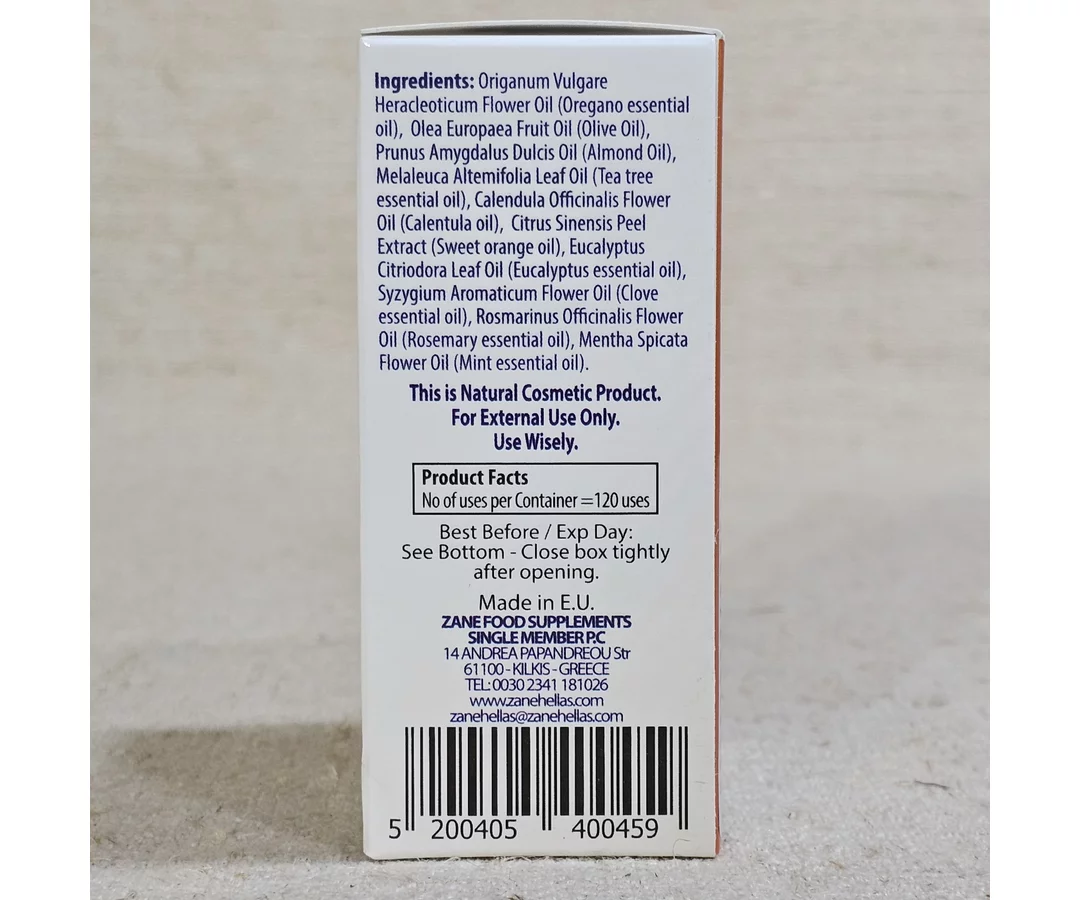 Ingredients: Origanum Vulgare
Heracleoticum Flower Oil (Oregano essential
oil), Olea Europaea Fruit Oil (Olive Oil),
Prunus Amygdalus Dulcis Oil (Almond Oil),
Melaleuca Altemifolia Leaf Oil (Tea tree
essential oil), Calendula Officinalis Flower
Oil (Calentula oil), Citrus Sinensis Peel
Extract (Sweet orange oil), Eucalyptus
Citriodora Leaf Oil (Eucalyptus essential oil),
Syzygium Aromaticum Flower Oil (Clove
essential oil), Rosmarinus Officinalis Flower
Oil (Rosemary essential oil), Mentha Spicata
Flower Oil (Mint essential oil).
This is Natural Cosmetic Product.
For External Use Only.
Use Wisely.
Product Facts
No of uses per Container =120 uses
Best Before / Exp Day:
See Bottom - Close box tightly
after opening.
Made in E.U.
ZANE FOOD SUPPLEMENTS
SINGLE MEMBER P.C
14 ANDREA PAPANDREOU Str
61100 - KILKIS - GREECE
TEL: 0030 2341 181026
www.zanehellas.com
zanehellas@zanehellas.com
5 200405 400459